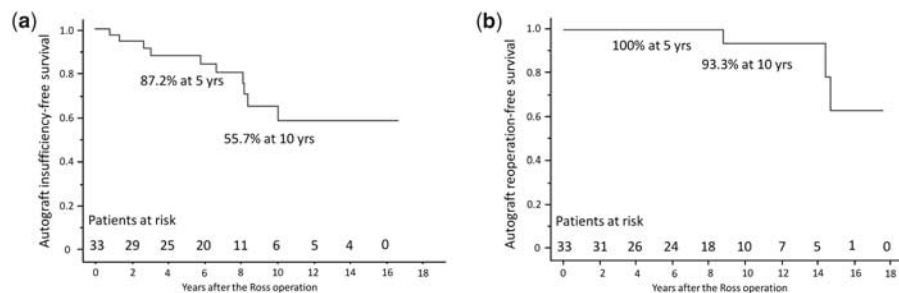 (a)
Autograft insufficiency-free survival
1.0
0.8
0.6
0.4
0.2
0
87.2% at 5 yrs
55.7% at 10 yrs
Patients at risk
33 29 25 20 11 6 5 4 0
0 2 4 6 8 10 12 14 16 18
Years after the Ross operation
(b)
Autograft reoperation-free survival
1.0
0.8
0.6
0.4
0.2
0
100% at 5 yrs
93.3% at 10 yrs
Patients at risk
33 31 26 24 18 10 7 5 1 0
0 2 4 6 8 10 12 14 16 18
Years after the Ross operation